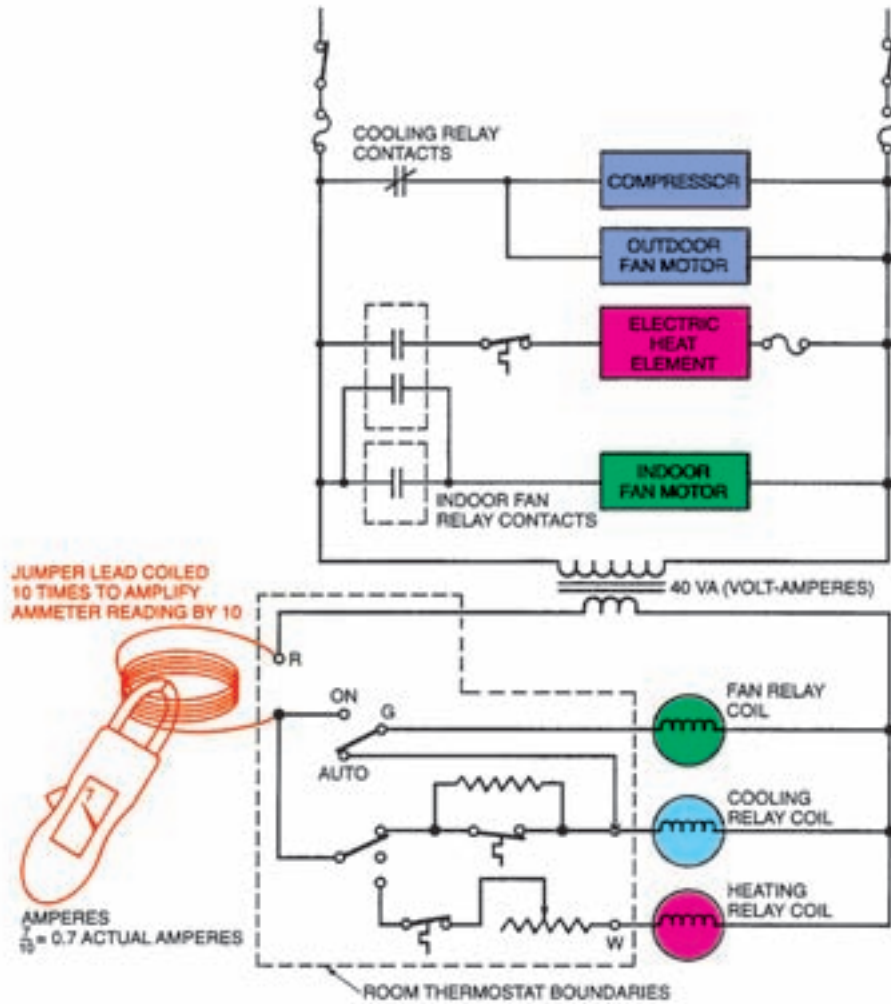 COOLING RELAY
CONTACTS
COMPRESSOR
OUTDOOR
FAN MOTOR
ELECTRIC
HEAT
ELEMENT
INDOOR
FAN MOTOR
INDOOR FAN
RELAY CONTACTS
JUMPER LEAD COILED
10 TIMES TO AMPLIFY
AMMETER READING BY 10
40 VA (VOLT-AMPERES)
R
ON
G
AUTO
FAN RELAY
COIL
COOLING
RELAY COIL
HEATING
RELAY COIL
W
AMPERES
7/10 = 0.7 ACTUAL AMPERES
ROOM THERMOSTAT BOUNDARIES